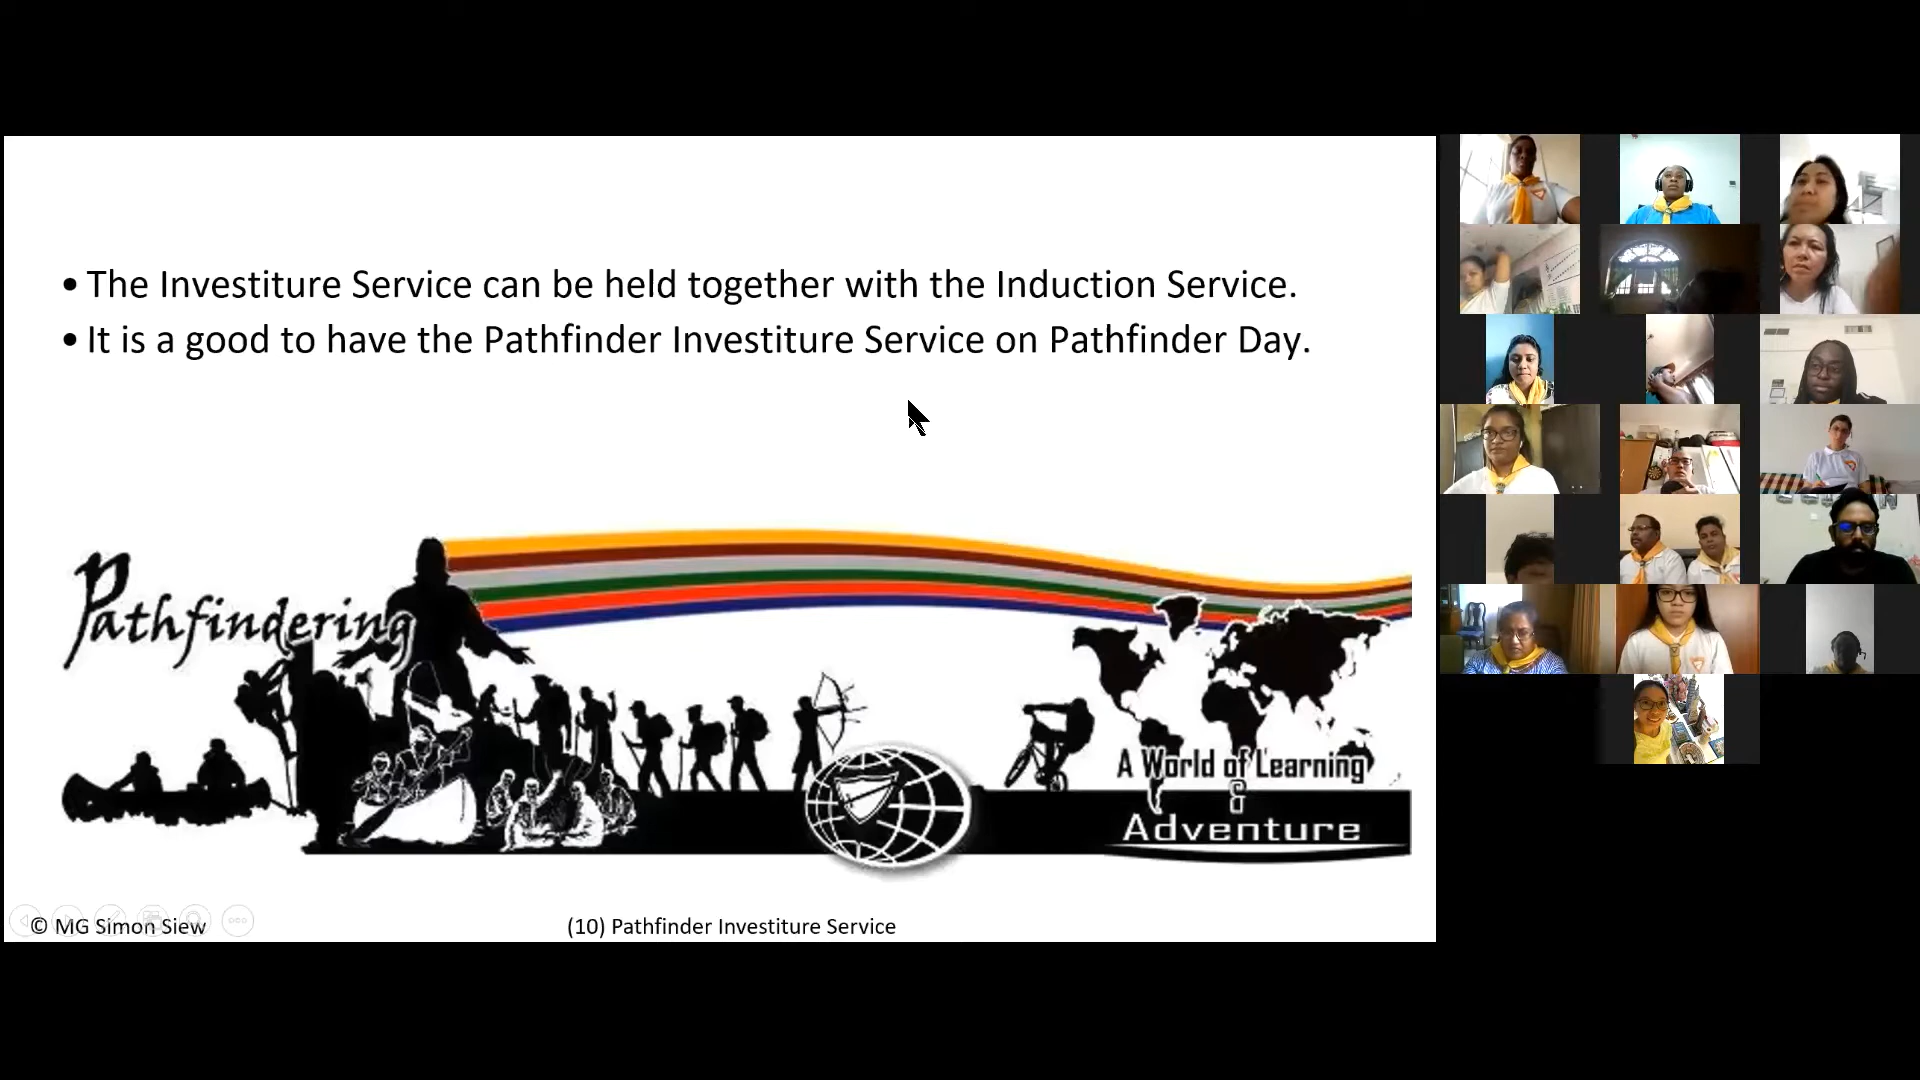 • The Investiture Service can be held together with the Induction Service.
• It is a good to have the Pathfinder Investiture Service on Pathfinder Day.
Pathfindering
A World of Learning
&
Adventure
© MG Simon Siew
(10) Pathfinder Investiture Service